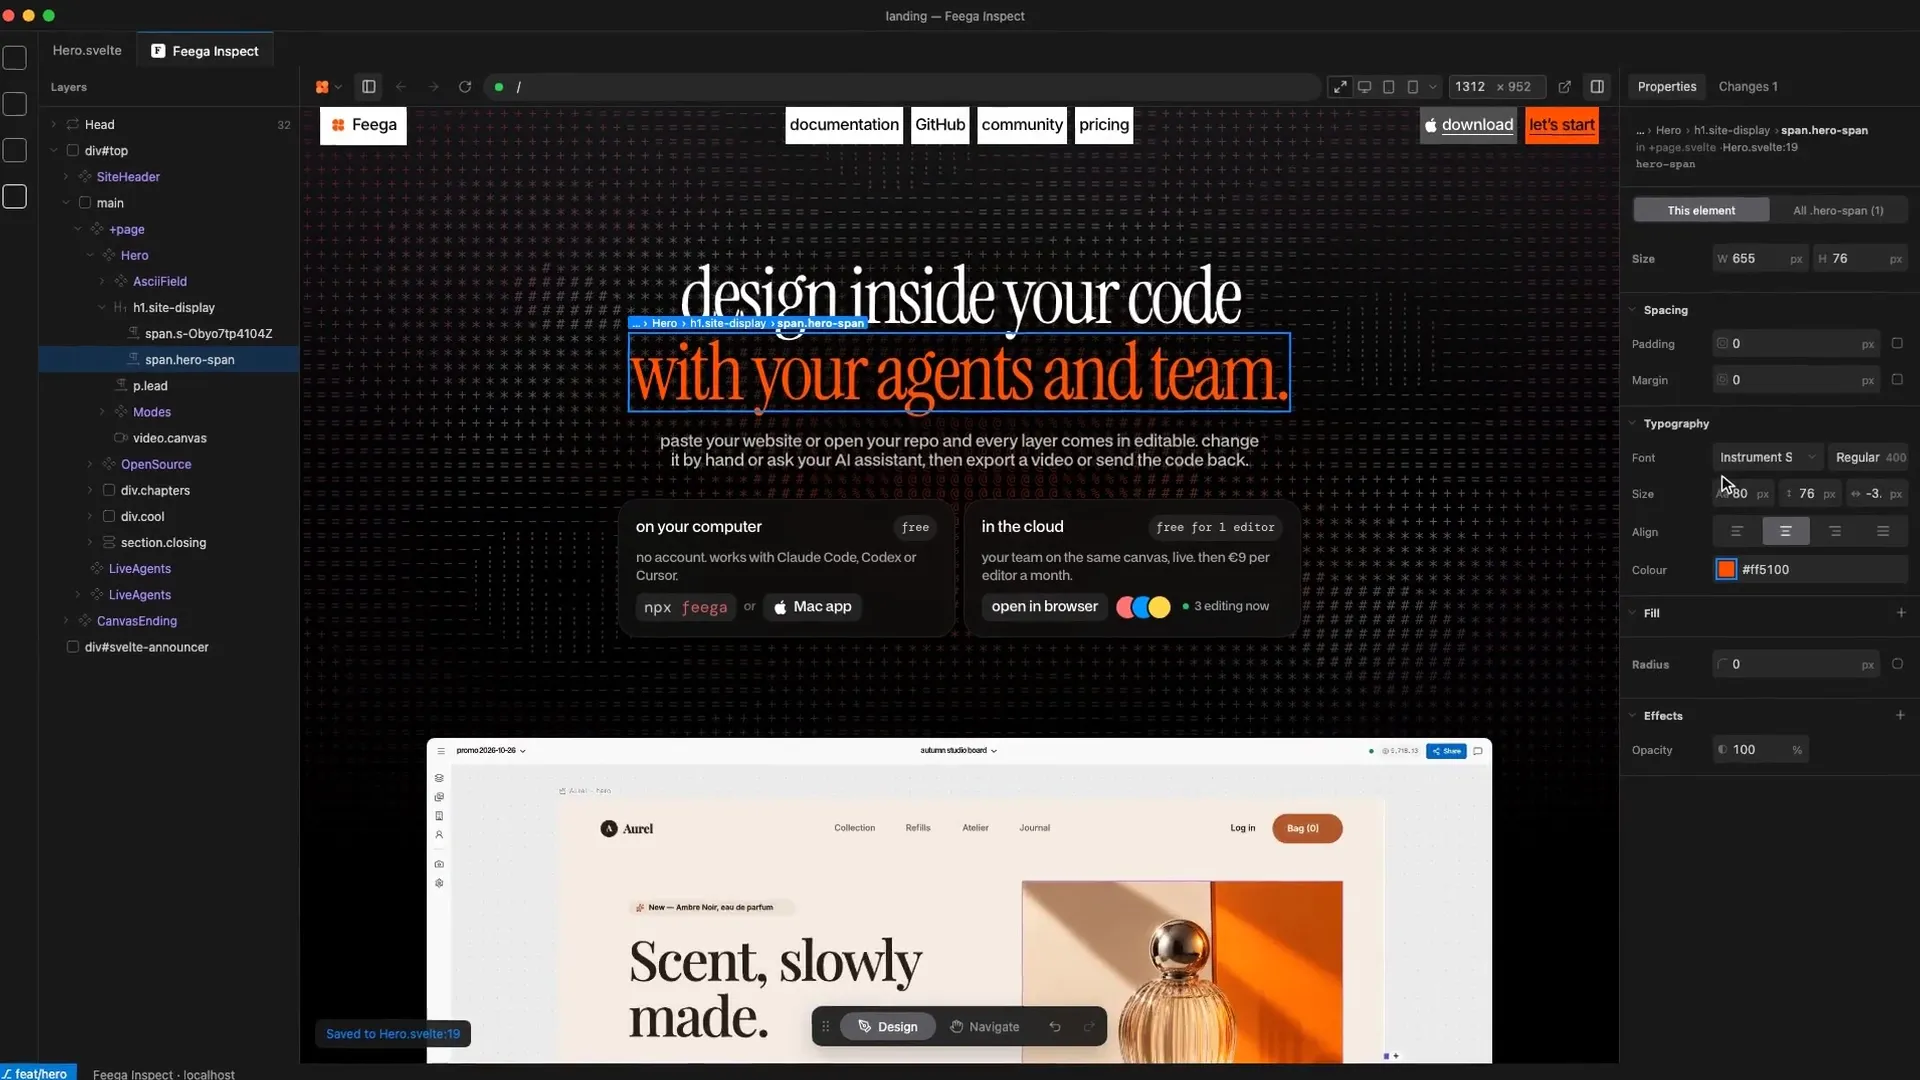 landing — Feega Inspect
Hero.svelte
Feega Inspect
Layers
Head 32
div#top
SiteHeader
main
+page
Hero
AsciiField
h1.site-display
span.s-Obyo7tp4104Z
span.hero-span
p.lead
Modes
video.canvas
OpenSource
div.chapters
div.cool
section.closing
LiveAgents
LiveAgents
CanvasEnding
div#svelte-announcer
/
1312 × 952
Feega
documentation GitHub community pricing
download let's start
design inside your code
... › Hero › h1.site-display › span.hero-span
with your agents and team.
paste your website or open your repo and every layer comes in editable. change
it by hand or ask your AI assistant, then export a video or send the code back.
on your computer free
no account. works with Claude Code, Codex or
Cursor.
npx feega or Mac app
in the cloud free for 1 editor
your team on the same canvas, live. then €9 per
editor a month.
open in browser 3 editing now
promo 2026-10-26 autumn studio board Share
Aurel Collection Refills Atelier Journal Log in Bag (0)
New — Ambre Noir, eau de parfum
Scent, slowly
made.
Design Navigate
Saved to Hero.svelte:19
feat/hero Feega Inspect · localhost
Properties Changes 1
... › Hero › h1.site-display › span.hero-span
in +page.svelte · Hero.svelte:19
hero-span
This element All .hero-span (1)
Size W 655 px H 76 px
Spacing
Padding 0 px
Margin 0 px
Typography
Font Instrument S Regular 400
Size 80 px 76 px -3. px
Align
Colour #ff5100
Fill
Radius 0 px
Effects
Opacity 100 %